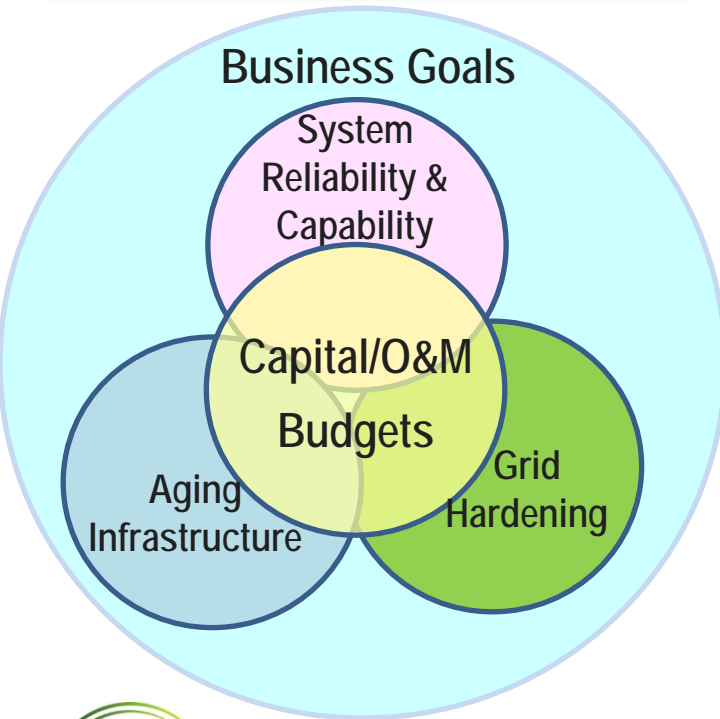 Business Goals
System
Reliability &
Capability
Capital/O&M
Budgets
Aging
Infrastructure
Grid
Hardening